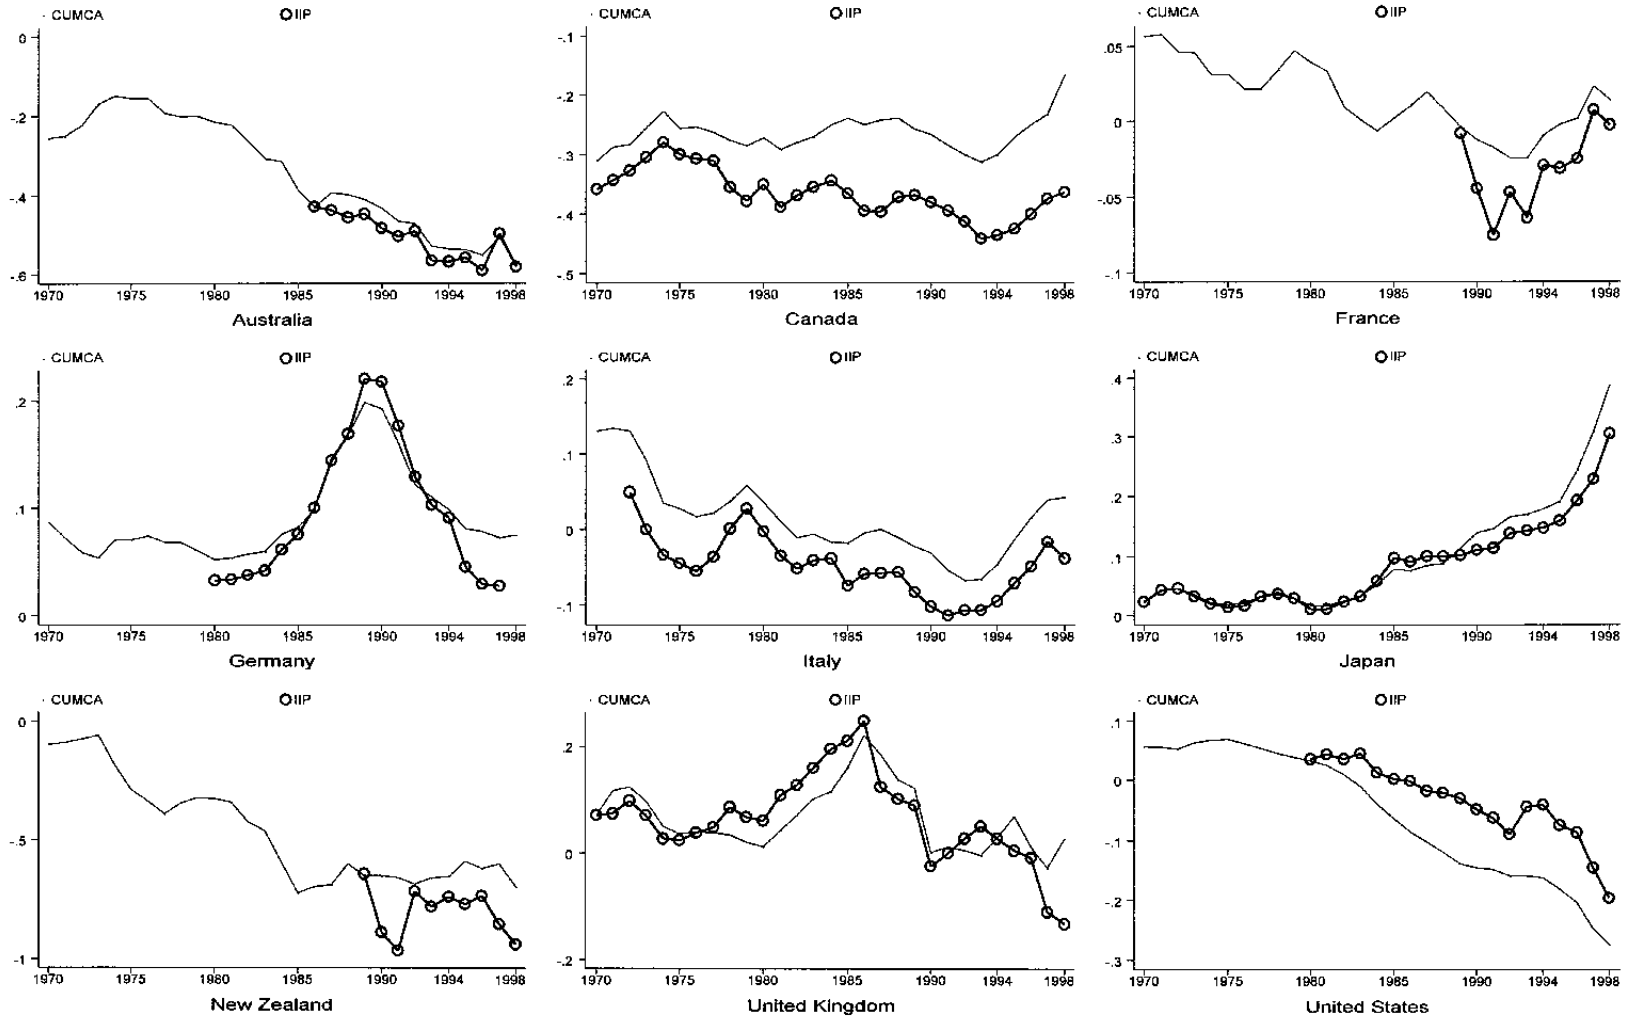 · CUMCA O IIP · CUMCA O IIP · CUMCA O IIP
0 -.1 .05
-.2 -.2 0
-.4 -.3 -.05
-.6 -.4 -.1
-.5
1970 1975 1980 1985 1990 1994 1998 1970 1975 1980 1985 1990 1994 1998 1970 1975 1980 1985 1990 1994 1998
Australia Canada France
· CUMCA O IIP · CUMCA O IIP · CUMCA O IIP
.2 .2 .4
.1 .1 .3
0 0 .2
-.1 .1
0
1970 1975 1980 1985 1990 1994 1998 1970 1975 1980 1985 1990 1994 1998 1970 1975 1980 1985 1990 1994 1998
Germany Italy Japan
· CUMCA O IIP · CUMCA O IIP · CUMCA O IIP
0 .2 .1
-.5 0 0
-1 -.2 -.1
-.2
-.3
1970 1975 1980 1985 1990 1994 1998 1970 1975 1980 1985 1990 1994 1998 1970 1975 1980 1985 1990 1994 1998
New Zealand United Kingdom United States